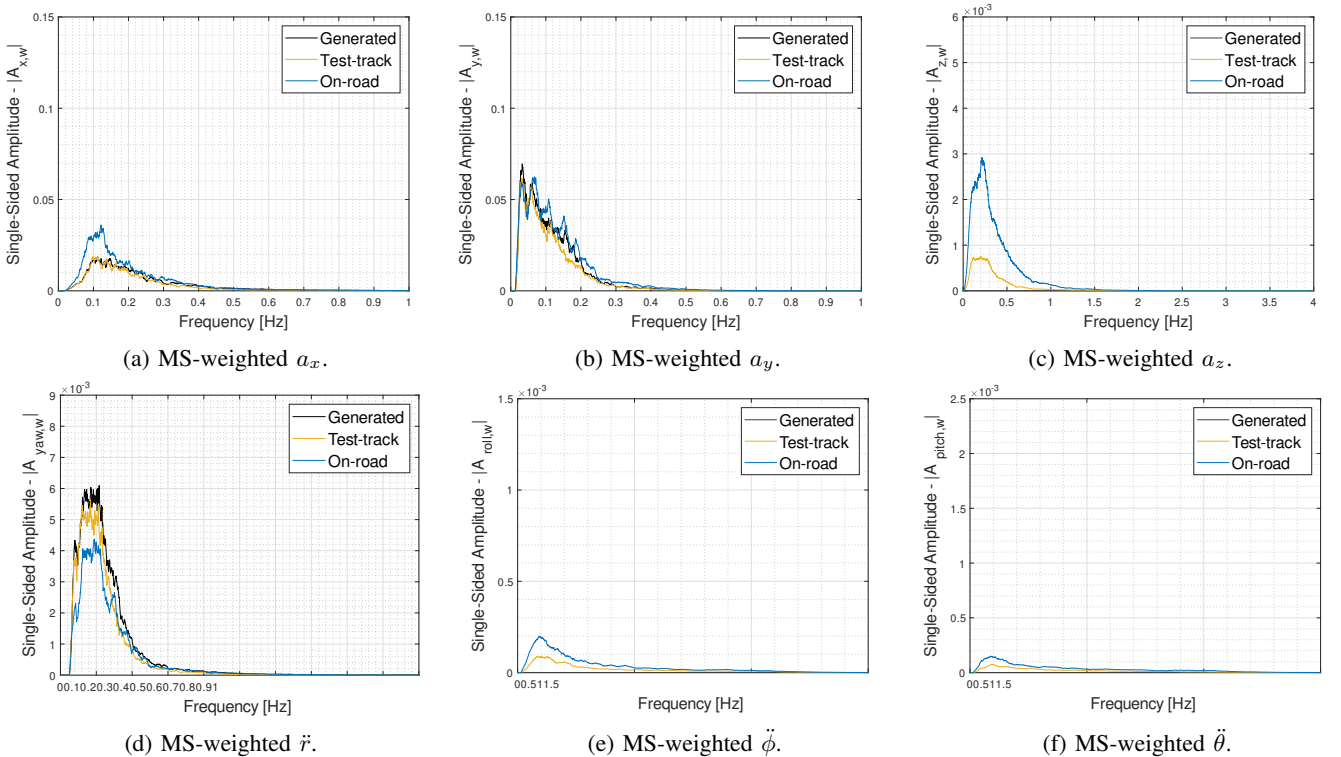 0.15
0.1
0.05
0
Single-Sided Amplitude - |A_{x,w}|
Generated
Test-track
On-road
0 0.1 0.2 0.3 0.4 0.5 0.6 0.7 0.8 0.9 1
Frequency [Hz]
(a) MS-weighted a_x.
0.15
0.1
0.05
0
Single-Sided Amplitude - |A_{y,w}|
Generated
Test-track
On-road
0 0.1 0.2 0.3 0.4 0.5 0.6 0.7 0.8 0.9 1
Frequency [Hz]
(b) MS-weighted a_y.
×10^{-3}
6
5
4
3
2
1
0
Single-Sided Amplitude - |A_{z,w}|
Generated
Test-track
On-road
0 0.5 1 1.5 2 2.5 3 3.5 4
Frequency [Hz]
(c) MS-weighted a_z.
×10^{-3}
9
8
7
6
5
4
3
2
1
0
Single-Sided Amplitude - |A_{yaw,w}|
Generated
Test-track
On-road
00.10.20.30.40.50.60.70.80.91
Frequency [Hz]
(d) MS-weighted r̈.
×10^{-3}
1.5
1
0.5
0
Single-Sided Amplitude - |A_{roll,w}|
Generated
Test-track
On-road
00.511.5
Frequency [Hz]
(e) MS-weighted ϕ̈.
×10^{-3}
2.5
2
1.5
1
0.5
0
Single-Sided Amplitude - |A_{pitch,w}|
Generated
Test-track
On-road
00.511.5
Frequency [Hz]
(f) MS-weighted θ̈.